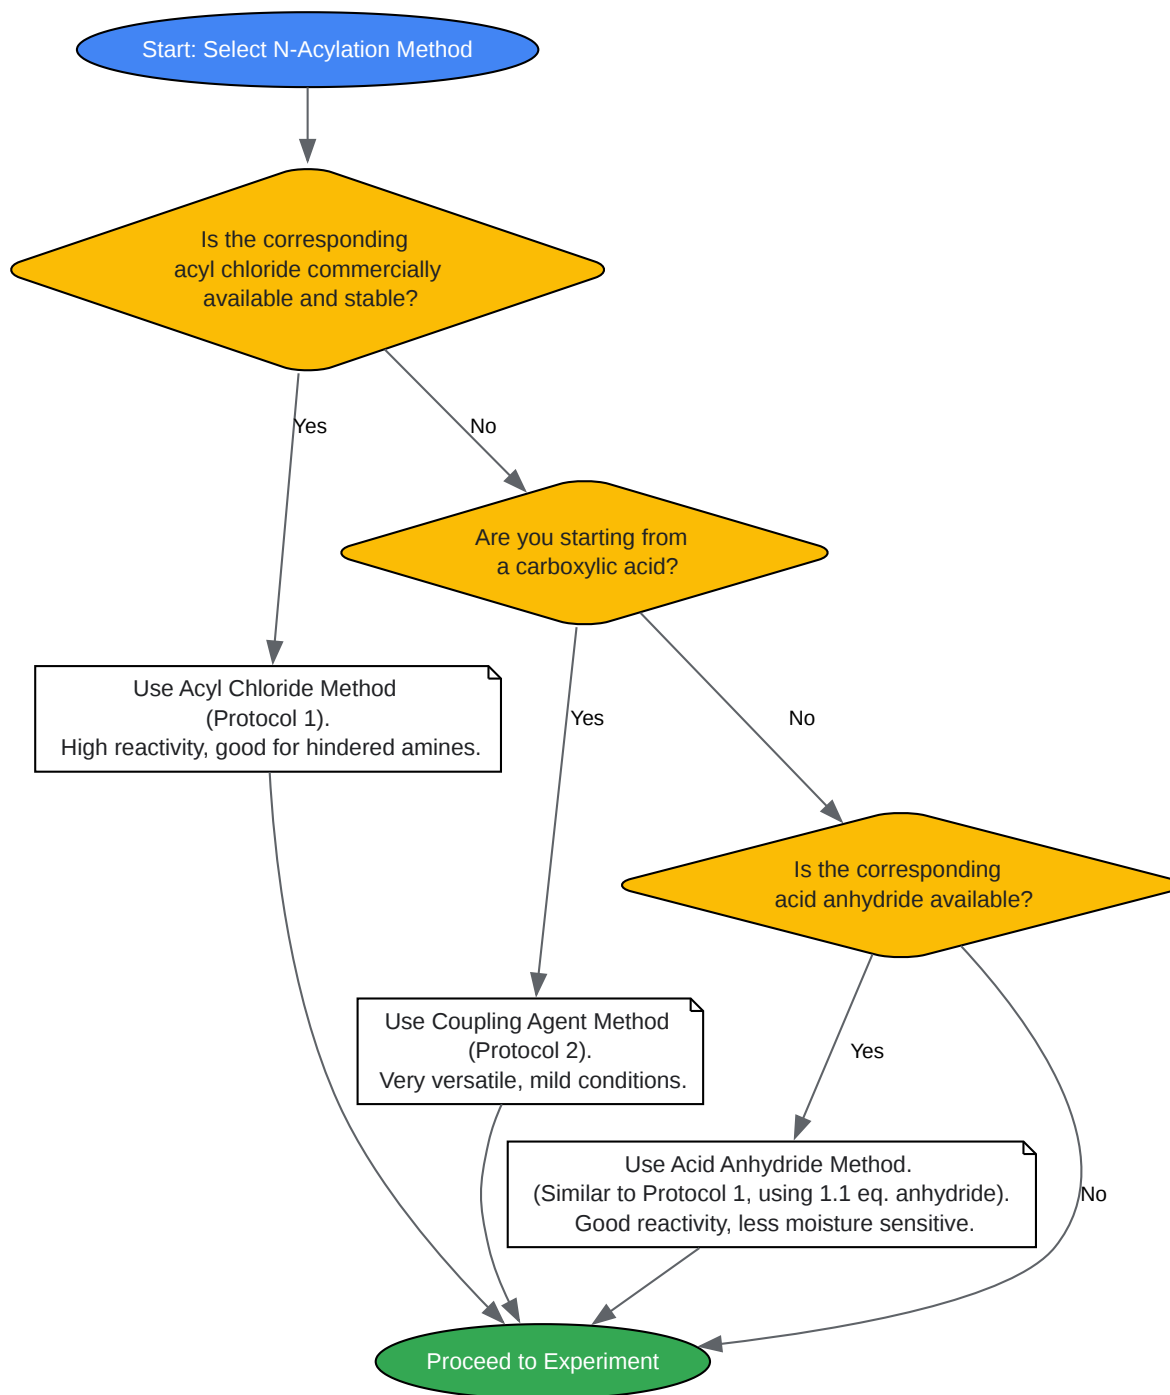 Start: Select N-Acylation Method
Is the corresponding
acyl chloride commercially
available and stable?
Yes
No
Are you starting from
a carboxylic acid?
Use Acyl Chloride Method
(Protocol 1).
High reactivity, good for hindered amines.
Yes
No
Is the corresponding
acid anhydride available?
Use Coupling Agent Method
(Protocol 2).
Very versatile, mild conditions.
Yes
Use Acid Anhydride Method.
(Similar to Protocol 1, using 1.1 eq. anhydride).
Good reactivity, less moisture sensitive.
No
Proceed to Experiment